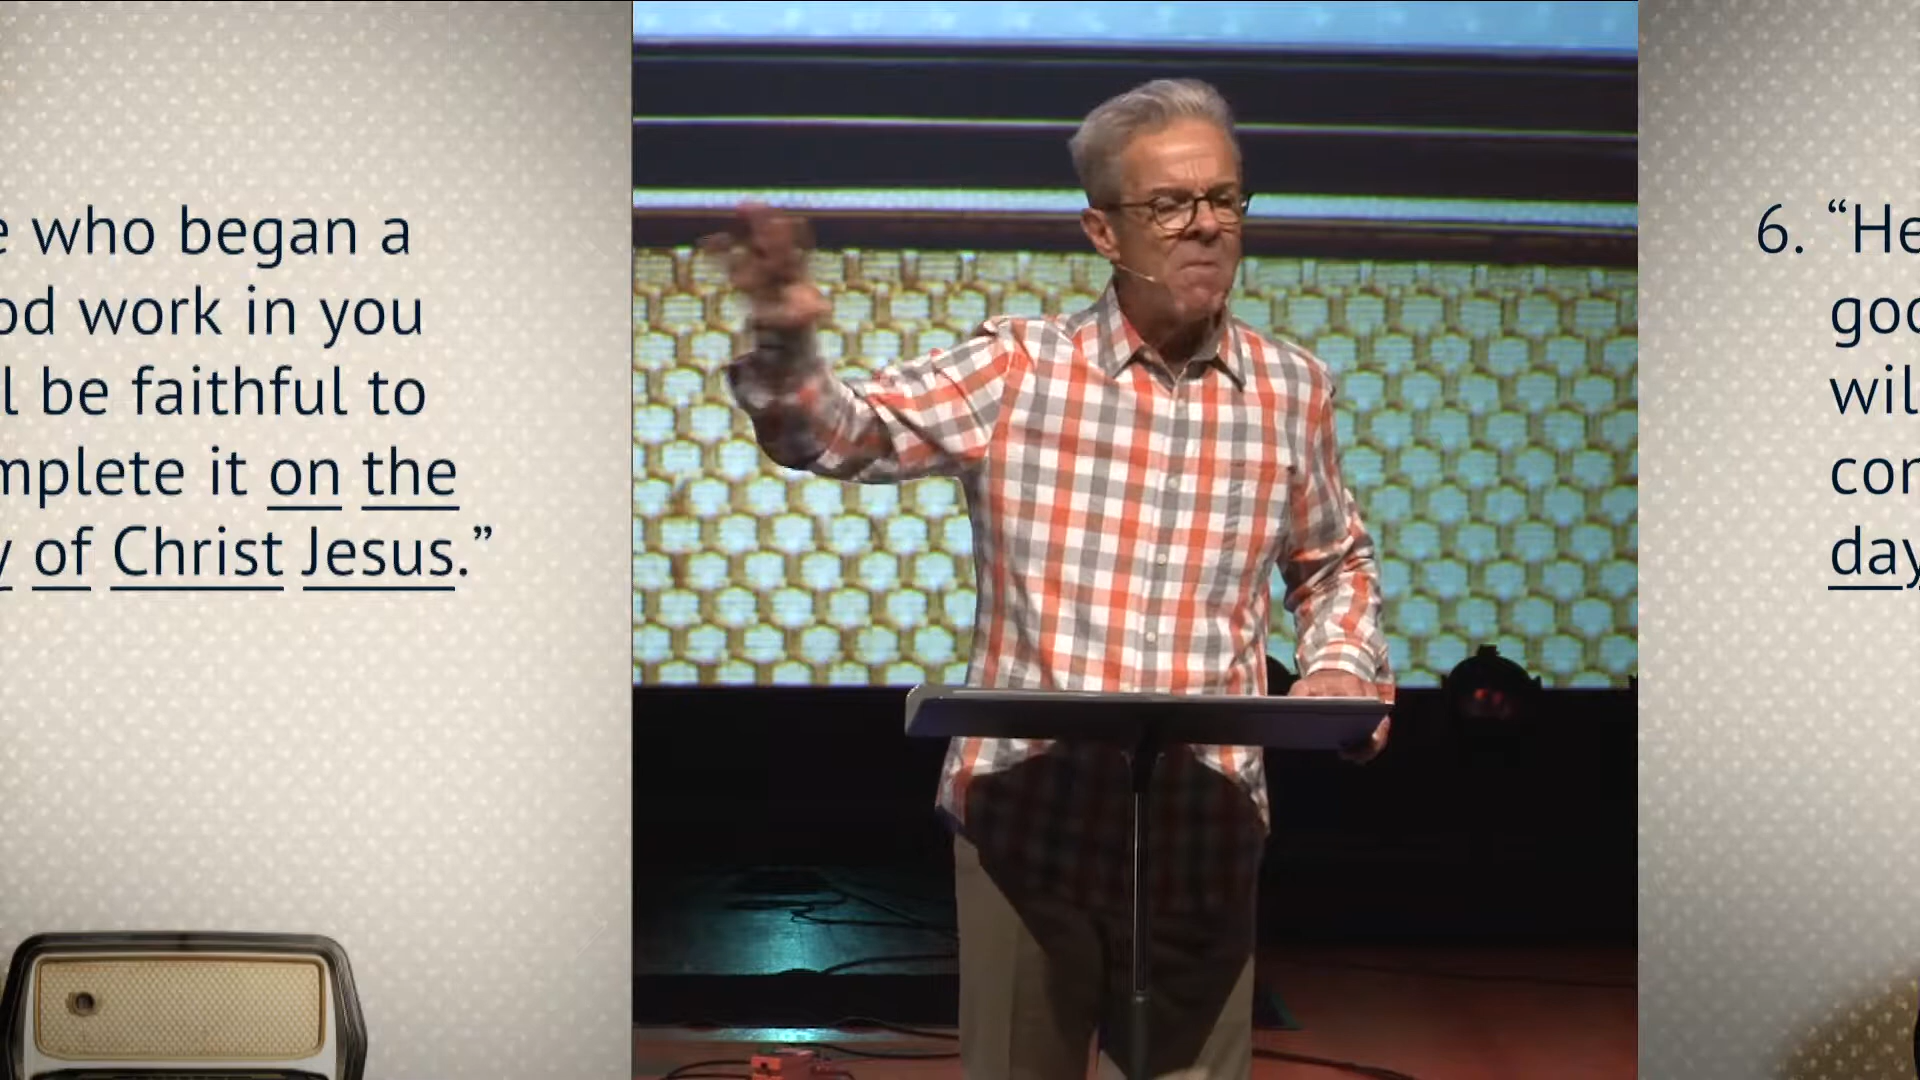 e who began a
od work in you
l be faithful to
mplete it on the
y of Christ Jesus.”
6. “He
goo
wil
con
day